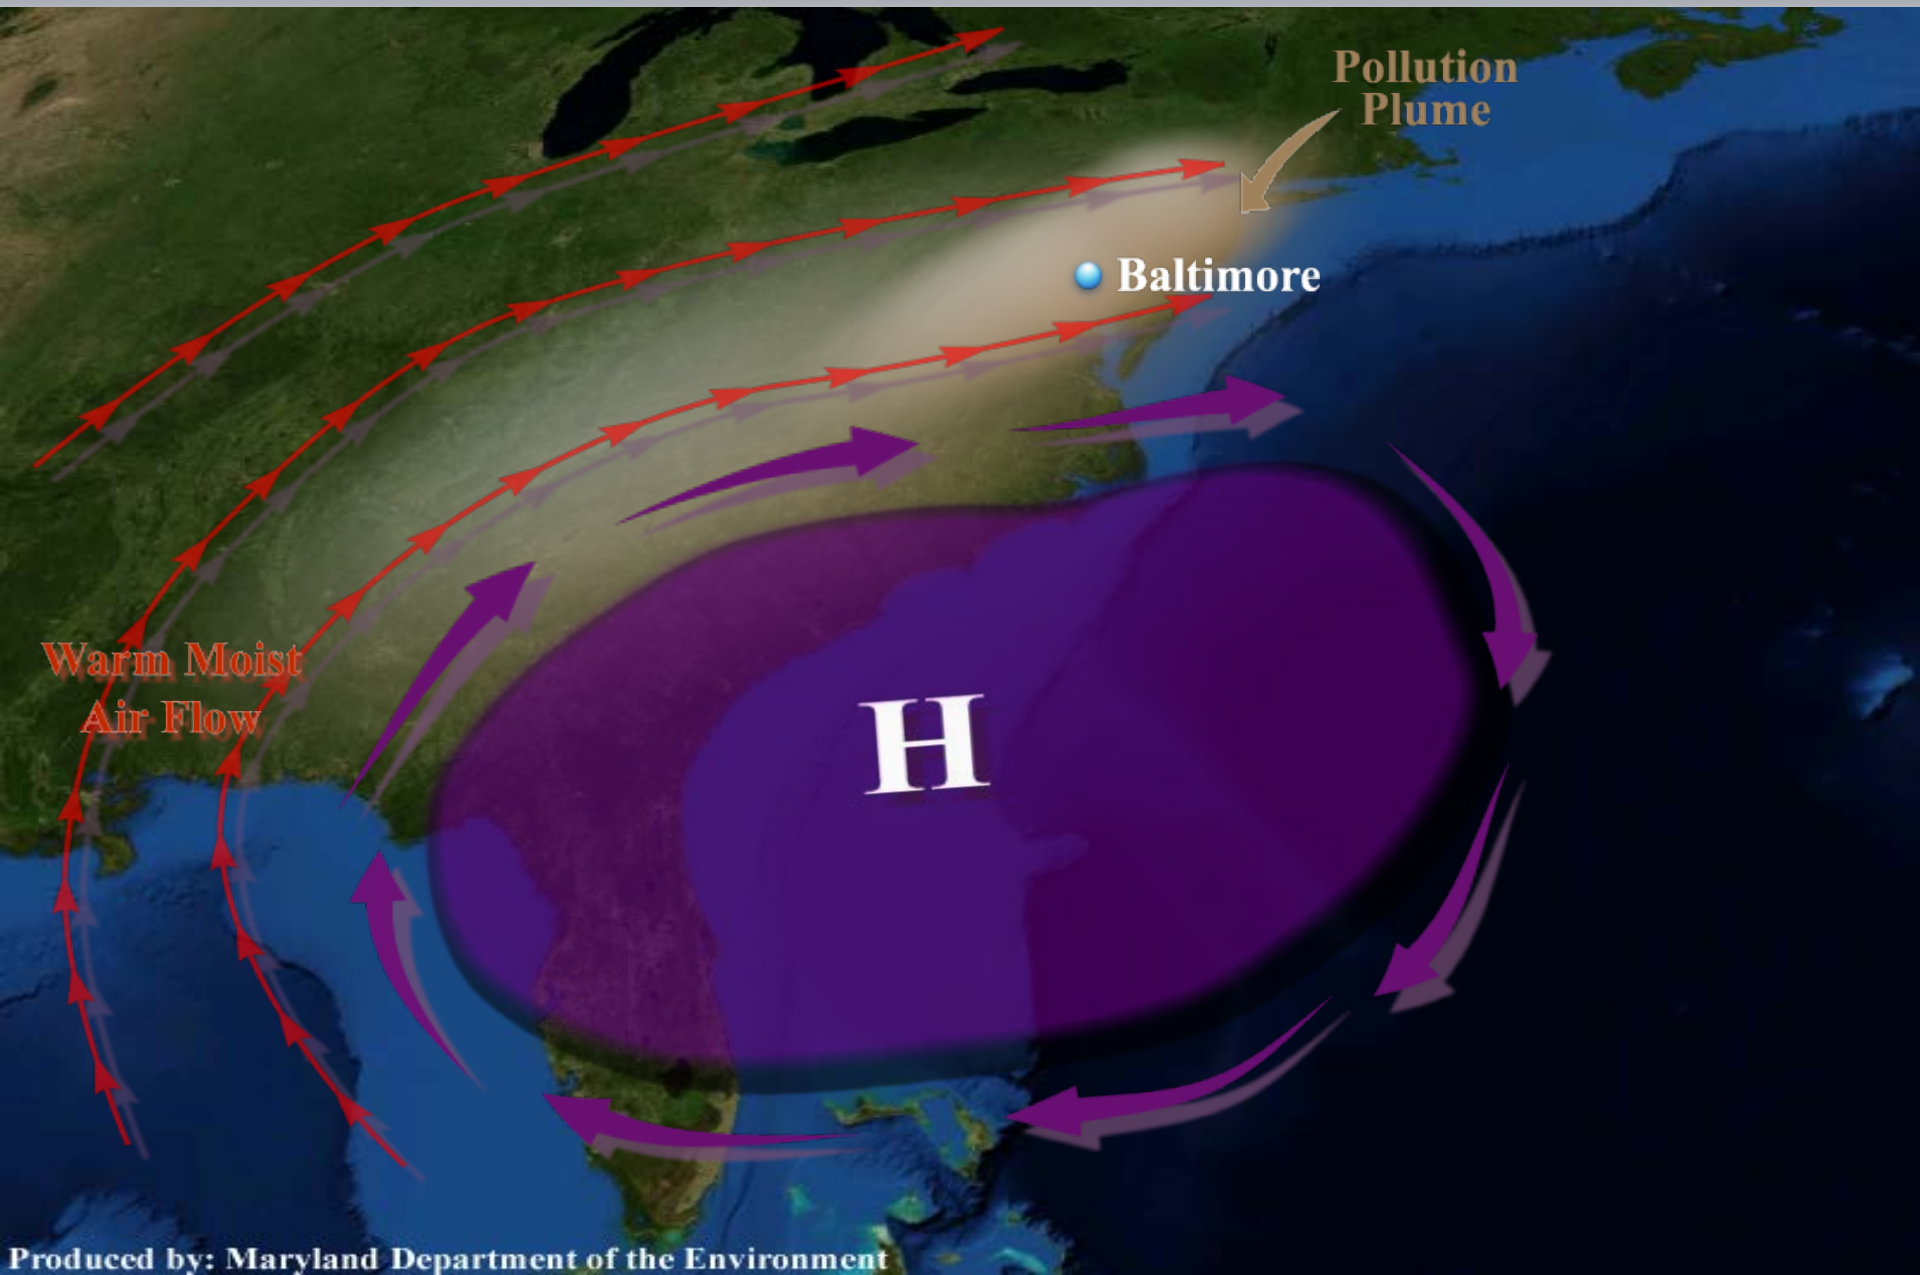 Pollution
Plume
Baltimore
Warm Moist
Air Flow
H
Produced by: Maryland Department of the Environment